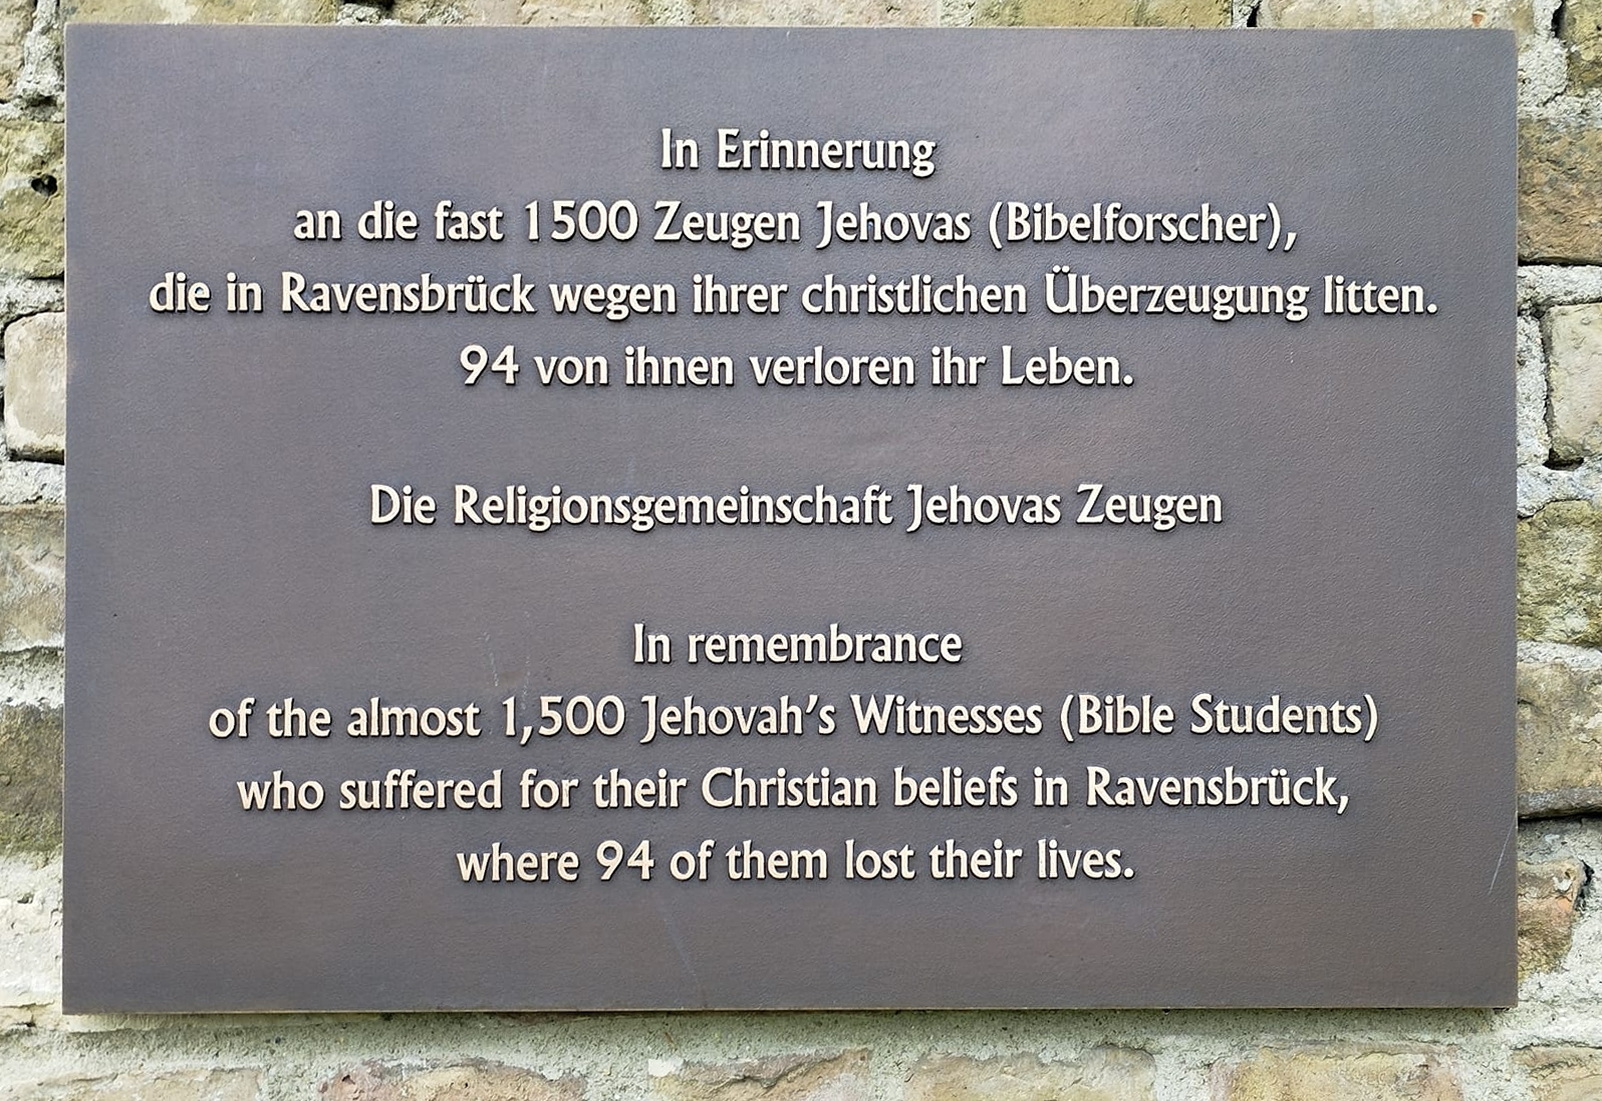 In Erinnerung
an die fast 1500 Zeugen Jehovas (Bibelforscher),
die in Ravensbrück wegen ihrer christlichen Überzeugung litten.
94 von ihnen verloren ihr Leben.
Die Religionsgemeinschaft Jehovas Zeugen
In remembrance
of the almost 1,500 Jehovah’s Witnesses (Bible Students)
who suffered for their Christian beliefs in Ravensbrück,
where 94 of them lost their lives.